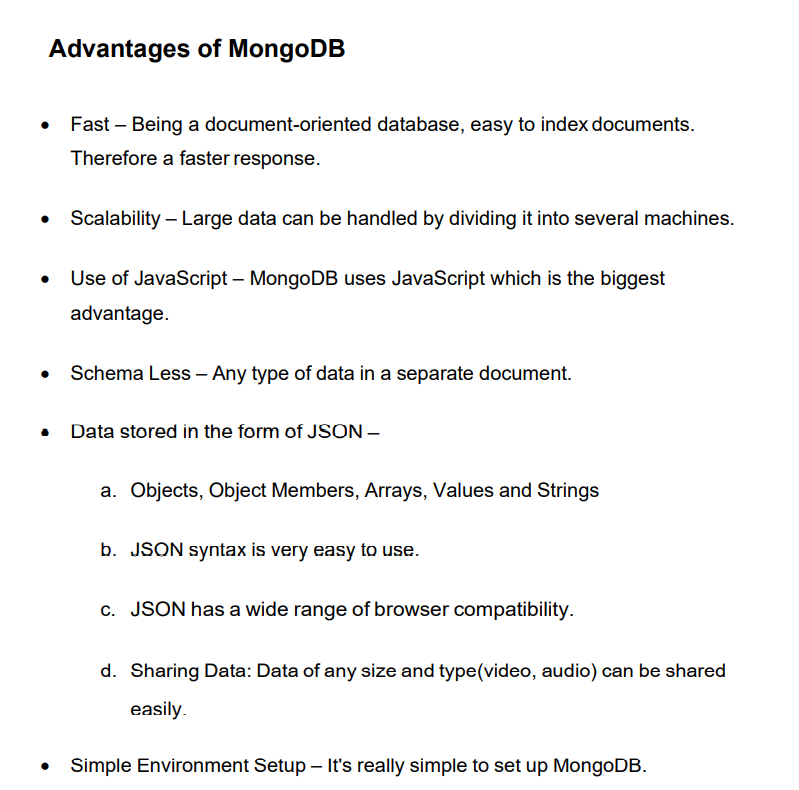 Advantages of MongoDB
• Fast – Being a document-oriented database, easy to index documents.
Therefore a faster response.
• Scalability – Large data can be handled by dividing it into several machines.
• Use of JavaScript – MongoDB uses JavaScript which is the biggest
advantage.
• Schema Less – Any type of data in a separate document.
• Data stored in the form of JSON –
a. Objects, Object Members, Arrays, Values and Strings
b. JSON syntax is very easy to use.
c. JSON has a wide range of browser compatibility.
d. Sharing Data: Data of any size and type(video, audio) can be shared
easily.
• Simple Environment Setup – It's really simple to set up MongoDB.